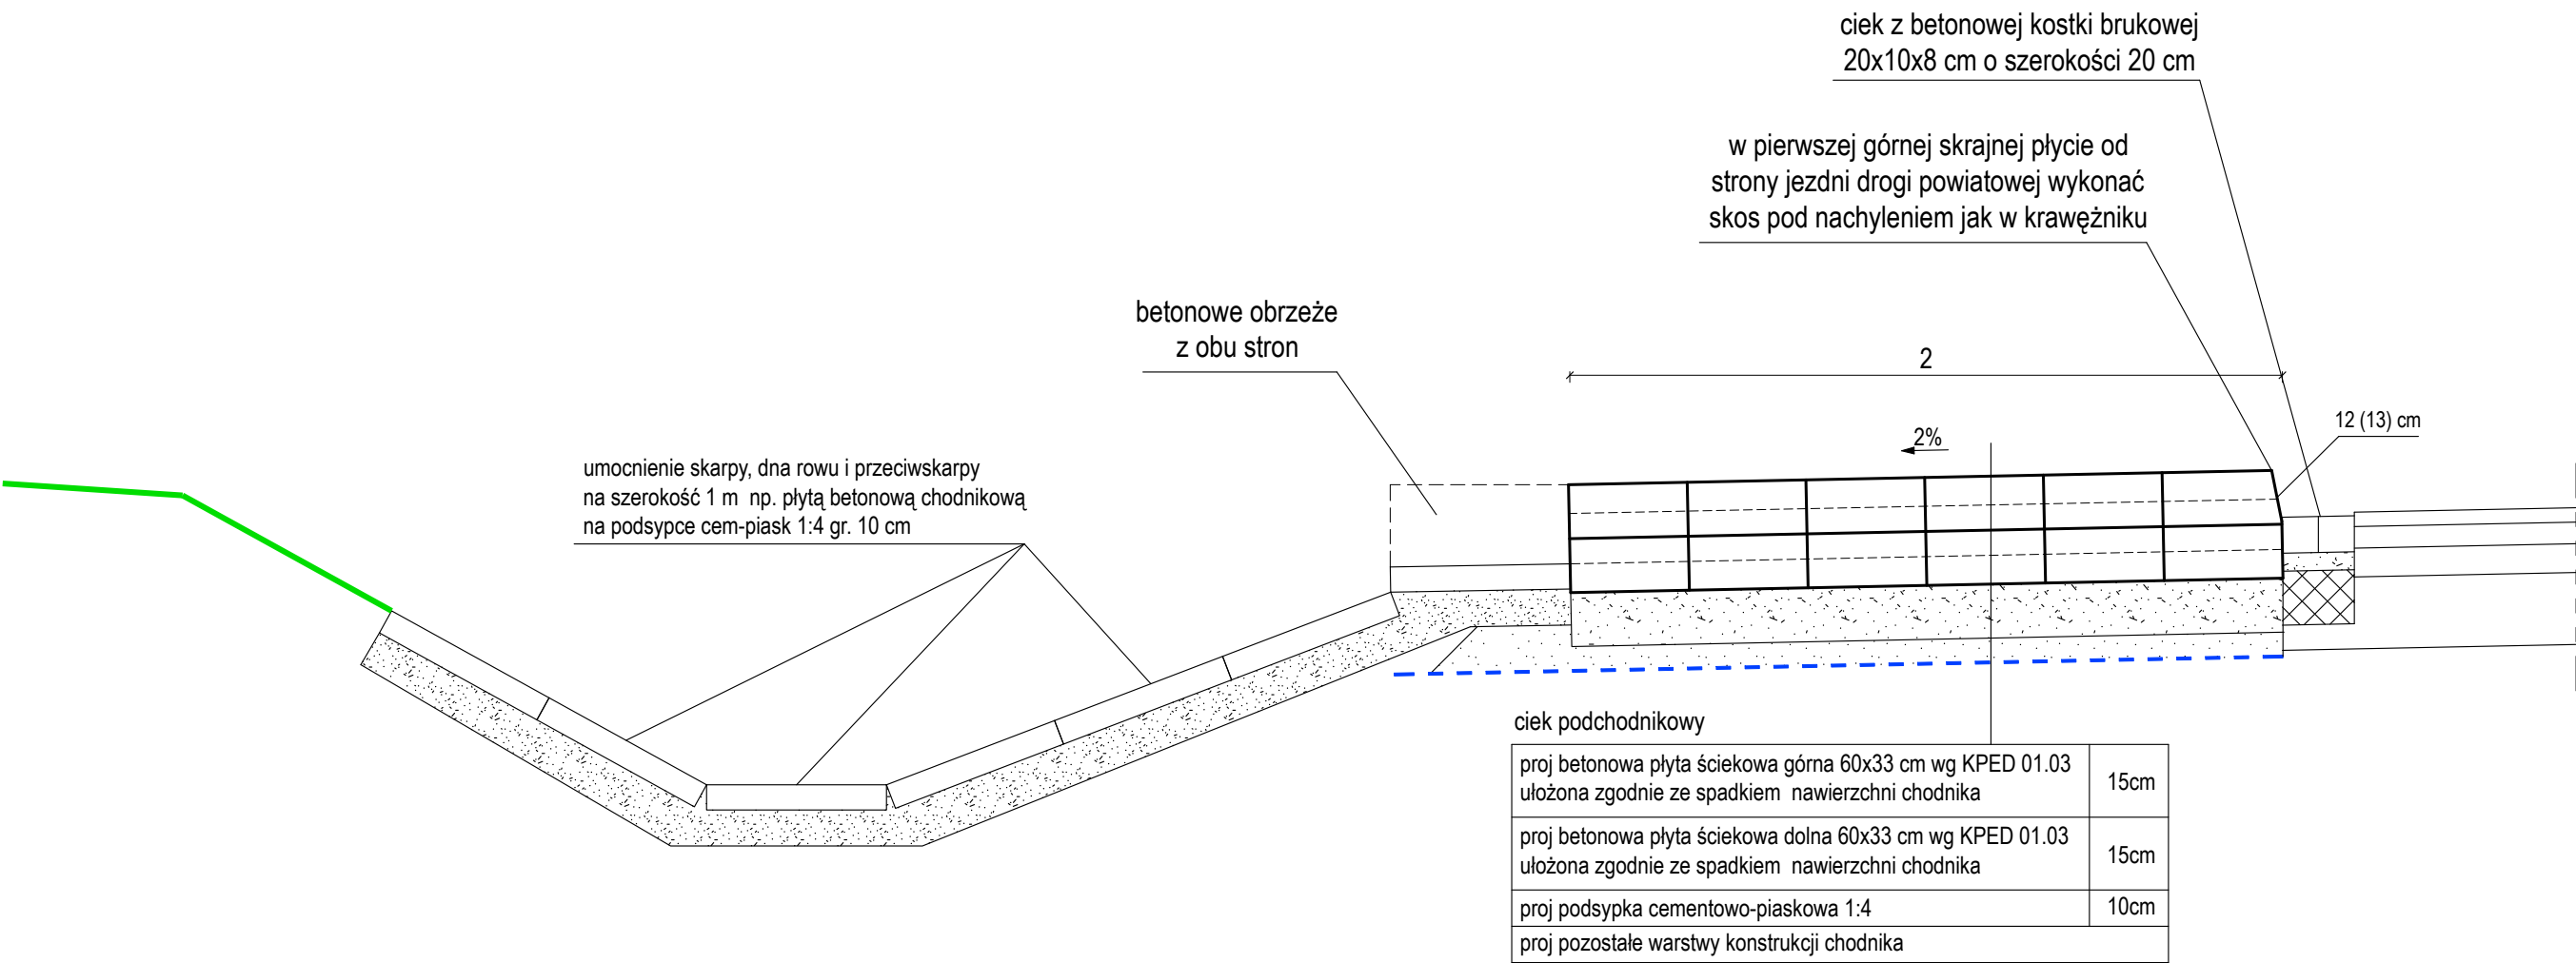 ciek z betonowej kostki brukowej
20x10x8 cm o szerokości 20 cm
w pierwszej górnej skrajnej płycie od
strony jezdni drogi powiatowej wykonać
skos pod nachyleniem jak w krawężniku
betonowe obrzeże
z obu stron
2
12 (13) cm
2%
umocnienie skarpy, dna rowu i przeciwskarpy
na szerokość 1 m np. płytą betonową chodnikową
na podsypce cem-piask 1:4 gr. 10 cm
ciek podchodnikowy
proj betonowa płyta ściekowa górna 60x33 cm wg KPED 01.03
ułożona zgodnie ze spadkiem nawierzchni chodnika
15cm
proj betonowa płyta ściekowa dolna 60x33 cm wg KPED 01.03
ułożona zgodnie ze spadkiem nawierzchni chodnika
15cm
proj podsypka cementowo-piaskowa 1:4
10cm
proj pozostałe warstwy konstrukcji chodnika